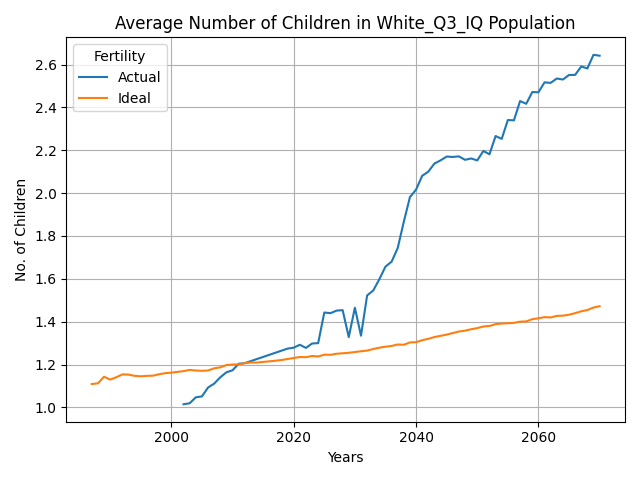 Average Number of Children in White_Q3_IQ Population
Fertility
Actual
Ideal
No. of Children
2.6
2.4
2.2
2.0
1.8
1.6
1.4
1.2
1.0
2000 2020 2040 2060
Years